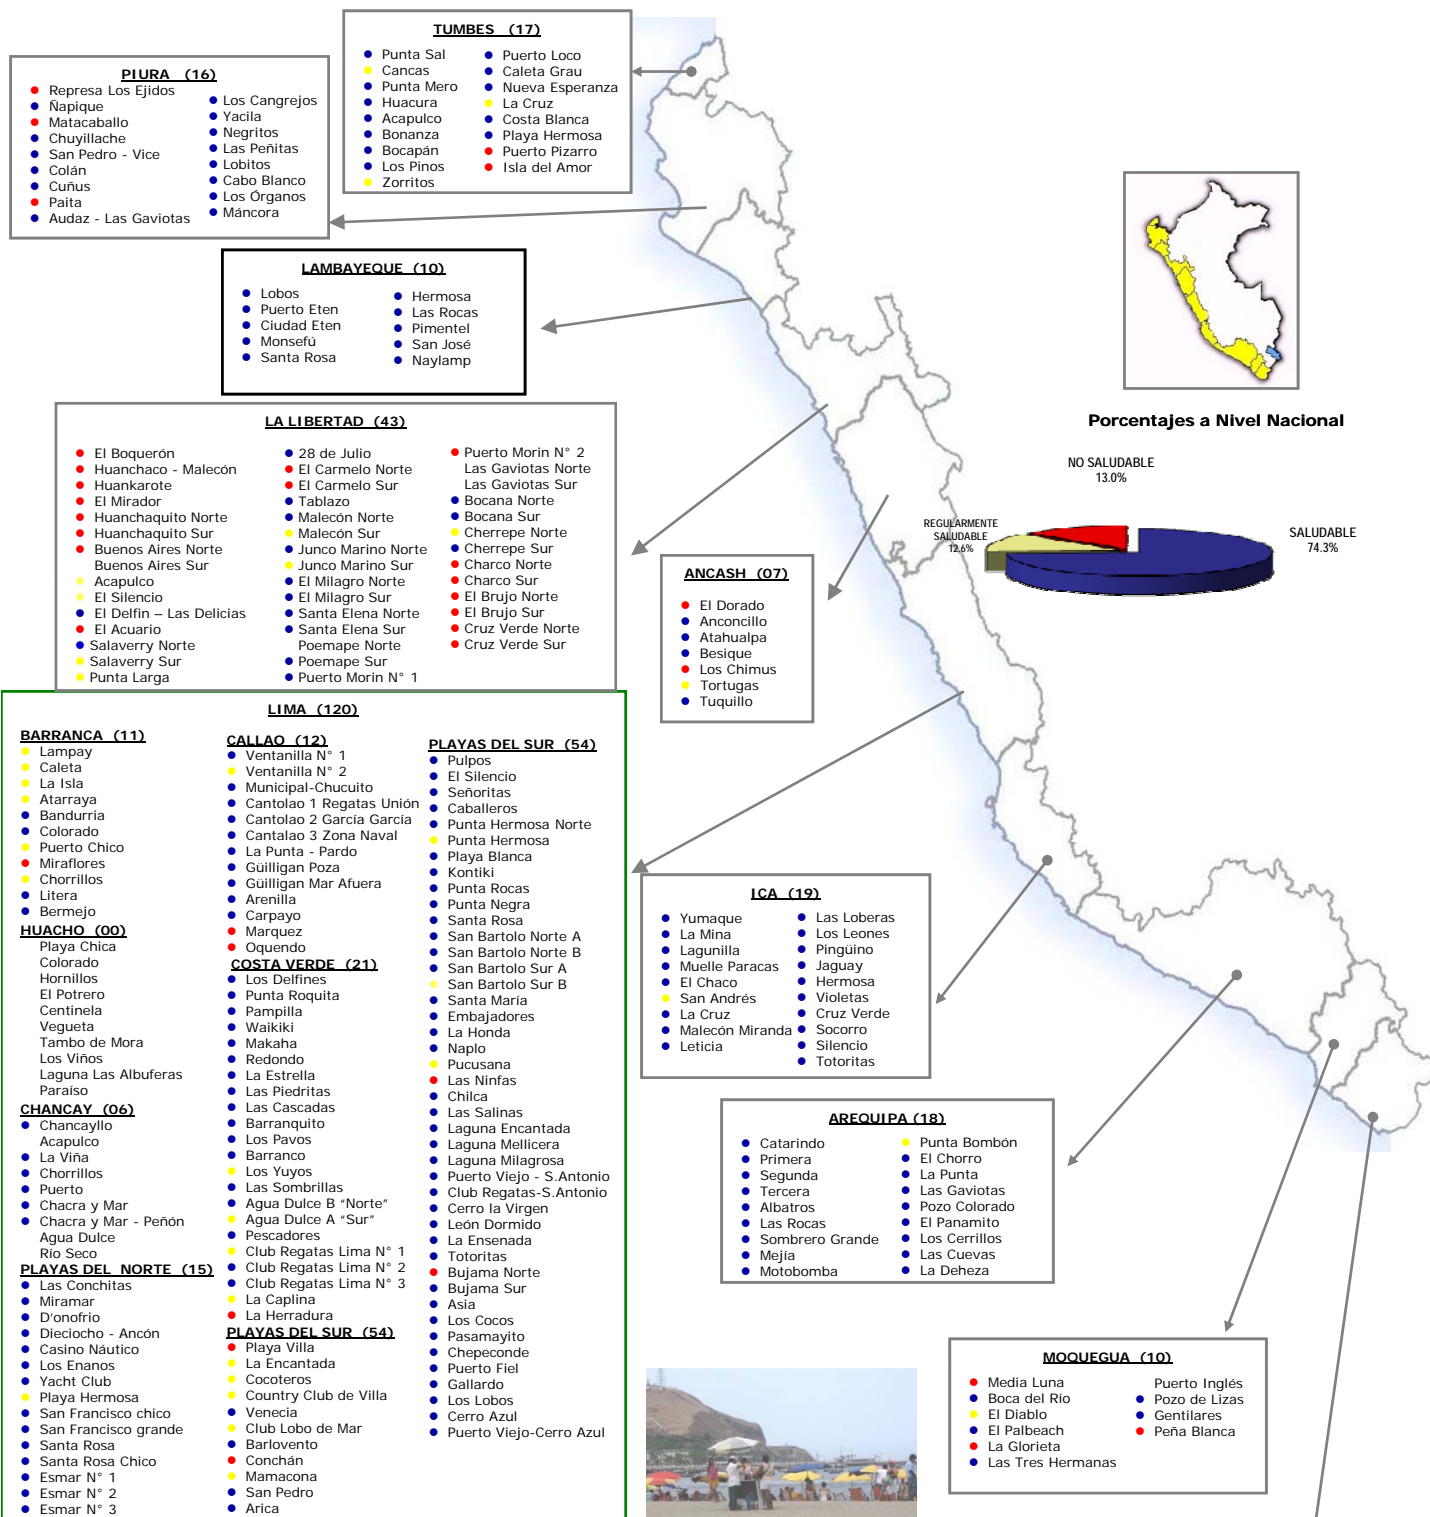 TUMBES (17)
Punta Sal
Cancas
Punta Mero
Huacura
Acapulco
Bonanza
Bocapán
Los Pinos
Zorritos
Puerto Loco
Caleta Grau
Nueva Esperanza
La Cruz
Costa Blanca
Playa Hermosa
Puerto Pizarro
Isla del Amor
PIURA (16)
Represa Los Ejidos
Ñapique
Matacaballo
Chuyillache
San Pedro - Vice
Colán
Cuñus
Paita
Audaz - Las Gaviotas
Los Cangrejos
Yacila
Negritos
Las Peñitas
Lobitos
Cabo Blanco
Los Órganos
Máncora
LAMBAYEQUE (10)
Lobos
Puerto Eten
Ciudad Eten
Monsefú
Santa Rosa
Hermosa
Las Rocas
Pimentel
San José
Naylamp
Porcentajes a Nivel Nacional
NO SALUDABLE
13.0%
REGULARMENTE
SALUDABLE
12.6%
SALUDABLE
74.3%
LA LIBERTAD (43)
El Boquerón
Huanchaco - Malecón
Huankarote
El Mirador
Huanchaquito Norte
Huanchaquito Sur
Buenos Aires Norte
Buenos Aires Sur
Acapulco
El Silencio
El Delfin – Las Delicias
El Acuario
Salaverry Norte
Salaverry Sur
Punta Larga
28 de Julio
El Carmelo Norte
El Carmelo Sur
Tablazo
Malecón Norte
Malecón Sur
Junco Marino Norte
Junco Marino Sur
El Milagro Norte
El Milagro Sur
Santa Elena Norte
Santa Elena Sur
Poemape Norte
Poemape Sur
Puerto Morin N° 1
Puerto Morin N° 2
Las Gaviotas Norte
Las Gaviotas Sur
Bocana Norte
Bocana Sur
Cherrepe Norte
Cherrepe Sur
Charco Norte
Charco Sur
El Brujo Norte
El Brujo Sur
Cruz Verde Norte
Cruz Verde Sur
ANCASH (07)
El Dorado
Anconcillo
Atahualpa
Besique
Los Chimus
Tortugas
Tuquillo
LIMA (120)
BARRANCA (11)
Lampay
Caleta
La Isla
Atarraya
Bandurria
Colorado
Puerto Chico
Miraflores
Chorrillos
Litera
Bermejo
HUACHO (00)
Playa Chica
Colorado
Hornillos
El Potrero
Centinela
Vegueta
Tambo de Mora
Los Viños
Laguna Las Albuferas
Paraíso
CHANCAY (06)
Chancayllo
Acapulco
La Viña
Chorrillos
Puerto
Chacra y Mar
Chacra y Mar - Peñón
Agua Dulce
Río Seco
PLAYAS DEL NORTE (15)
Las Conchitas
Miramar
D'onofrio
Dieciocho - Ancón
Casino Náutico
Los Enanos
Yacht Club
Playa Hermosa
San Francisco chico
San Francisco grande
Santa Rosa
Santa Rosa Chico
Esmar N° 1
Esmar N° 2
Esmar N° 3
CALLAO (12)
Ventanilla N° 1
Ventanilla N° 2
Municipal-Chucuito
Cantolao 1 Regatas Unión
Cantolao 2 García García
Cantalao 3 Zona Naval
La Punta - Pardo
Güilligan Poza
Güilligan Mar Afuera
Arenilla
Carpayo
Marquez
Oquendo
COSTA VERDE (21)
Los Delfines
Punta Roquita
Pampilla
Waikiki
Makaha
Redondo
La Estrella
Las Piedritas
Las Cascadas
Barranquito
Los Pavos
Barranco
Los Yuyos
Las Sombrillas
Agua Dulce B "Norte"
Agua Dulce A "Sur"
Pescadores
Club Regatas Lima N° 1
Club Regatas Lima N° 2
Club Regatas Lima N° 3
La Caplina
La Herradura
PLAYAS DEL SUR (54)
Playa Villa
La Encantada
Cocoteros
Country Club de Villa
Venecia
Club Lobo de Mar
Barlovento
Conchán
Mamacona
San Pedro
Arica
PLAYAS DEL SUR (54)
Pulpos
El Silencio
Señoritas
Caballeros
Punta Hermosa Norte
Punta Hermosa
Playa Blanca
Kontiki
Punta Rocas
Punta Negra
Santa Rosa
San Bartolo Norte A
San Bartolo Norte B
San Bartolo Sur A
San Bartolo Sur B
Santa María
Embajadores
La Honda
Naplo
Pucusana
Las Ninfas
Chilca
Las Salinas
Laguna Encantada
Laguna Mellicera
Laguna Milagrosa
Puerto Viejo - S.Antonio
Club Regatas-S.Antonio
Cerro la Virgen
León Dormido
La Ensenada
Totoritas
Bujama Norte
Bujama Sur
Asia
Los Cocos
Pasamayito
Chepeconde
Puerto Fiel
Gallardo
Los Lobos
Cerro Azul
Puerto Viejo-Cerro Azul
ICA (19)
Yumaque
La Mina
Lagunilla
Muelle Paracas
El Chaco
San Andrés
La Cruz
Malecón Miranda
Leticia
Las Loberas
Los Leones
Pingüino
Jaguay
Hermosa
Violetas
Cruz Verde
Socorro
Silencio
Totoritas
AREQUIPA (18)
Catarindo
Primera
Segunda
Tercera
Albatros
Las Rocas
Sombrero Grande
Mejía
Motobomba
Punta Bombón
El Chorro
La Punta
Las Gaviotas
Pozo Colorado
El Panamito
Los Cerrillos
Las Cuevas
La Deheza
MOQUEGUA (10)
Media Luna
Boca del Río
El Diablo
El Palbeach
La Glorieta
Las Tres Hermanas
Puerto Inglés
Pozo de Lizas
Gentilares
Peña Blanca